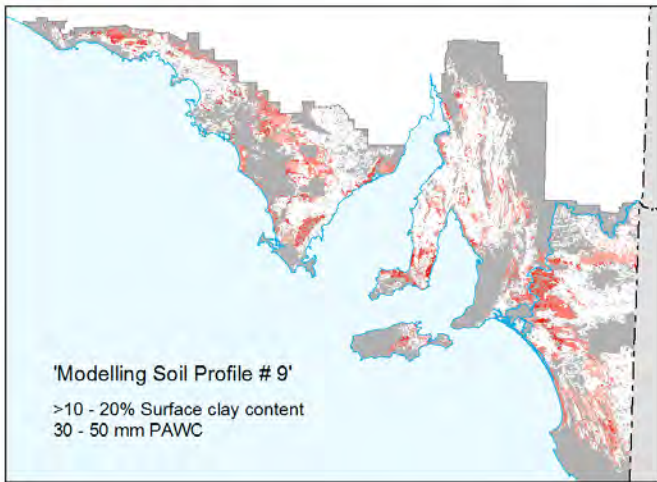 'Modelling Soil Profile # 9'
>10 - 20% Surface clay content
30 - 50 mm PAWC